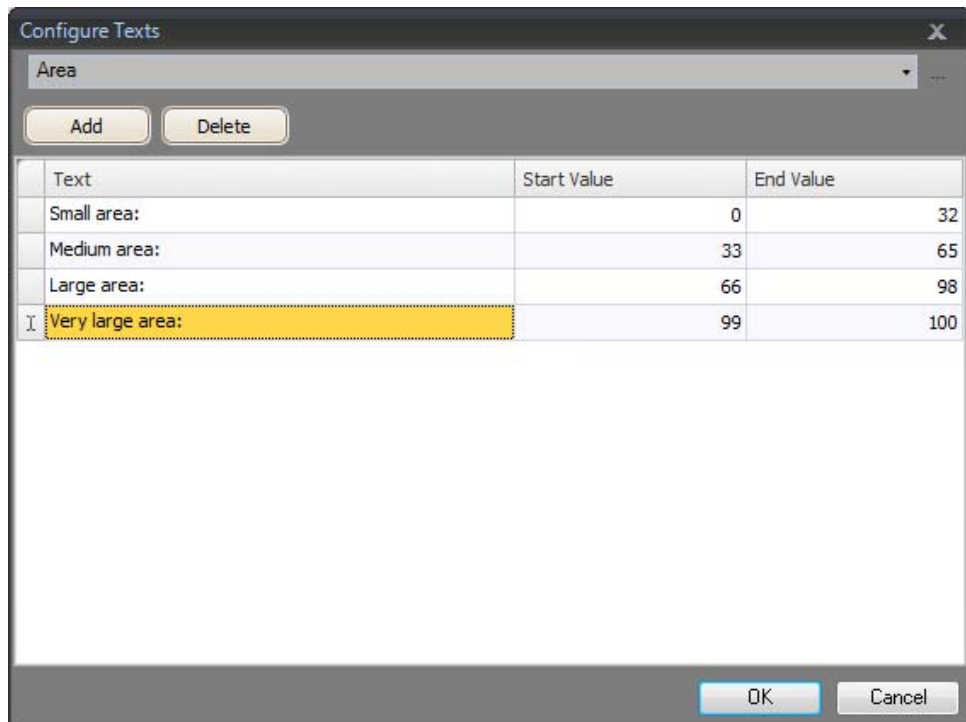 Configure Texts
Area
...
Add Delete
Text Start Value End Value
Small area: 0 32
Medium area: 33 65
Large area: 66 98
Very large area: 99 100
OK Cancel